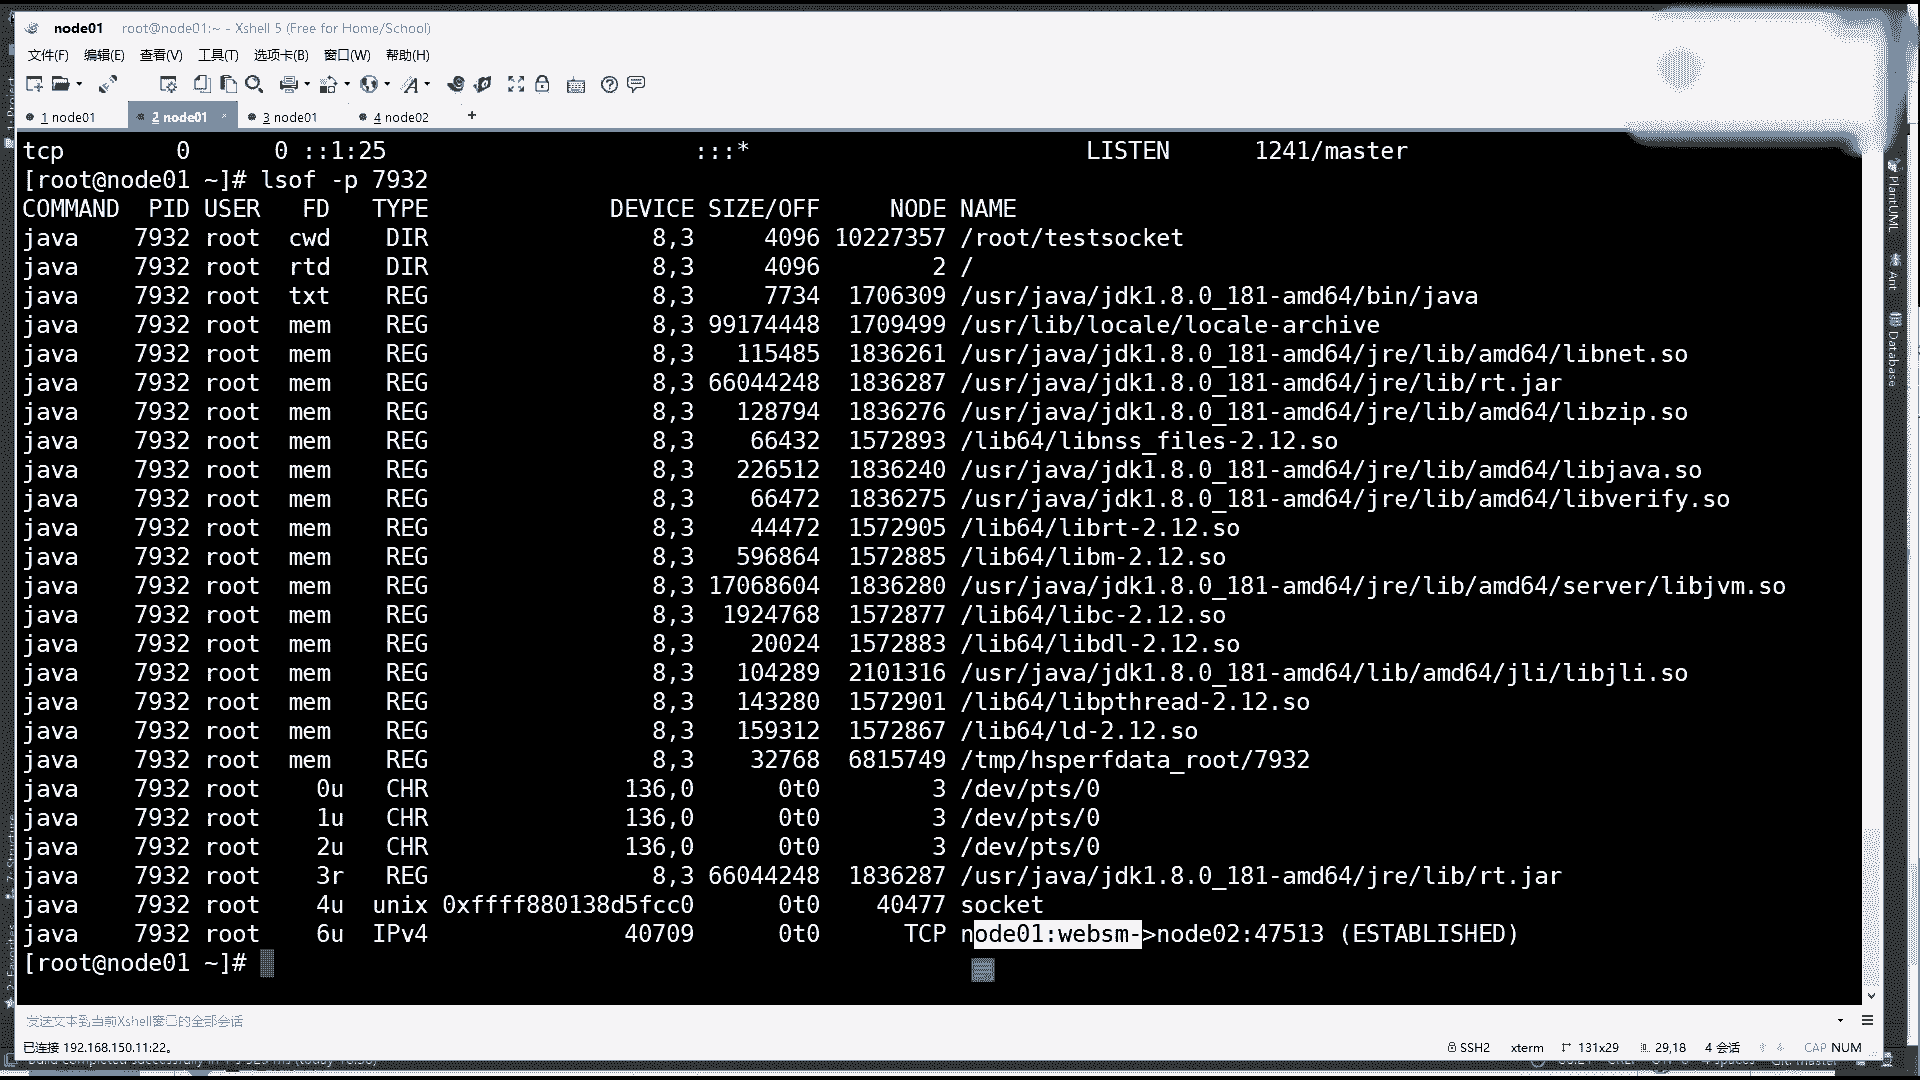 node01 root@node01:~ - Xshell 5 (Free for Home/School)
文件(F) 编辑(E) 查看(V) 工具(T) 选项卡(B) 窗口(W) 帮助(H)
1 node01 2 node01 × 3 node01 4 node02 +
tcp 0 0 ::1:25 :::* LISTEN 1241/master
[root@node01 ~]# lsof -p 7932
COMMAND PID USER FD TYPE DEVICE SIZE/OFF NODE NAME
java 7932 root cwd DIR 8,3 4096 10227357 /root/testsocket
java 7932 root rtd DIR 8,3 4096 2 /
java 7932 root txt REG 8,3 7734 1706309 /usr/java/jdk1.8.0_181-amd64/bin/java
java 7932 root mem REG 8,3 99174448 1709499 /usr/lib/locale/locale-archive
java 7932 root mem REG 8,3 115485 1836261 /usr/java/jdk1.8.0_181-amd64/jre/lib/amd64/libnet.so
java 7932 root mem REG 8,3 66044248 1836287 /usr/java/jdk1.8.0_181-amd64/jre/lib/rt.jar
java 7932 root mem REG 8,3 128794 1836276 /usr/java/jdk1.8.0_181-amd64/jre/lib/amd64/libzip.so
java 7932 root mem REG 8,3 66432 1572893 /lib64/libnss_files-2.12.so
java 7932 root mem REG 8,3 226512 1836240 /usr/java/jdk1.8.0_181-amd64/jre/lib/amd64/libjava.so
java 7932 root mem REG 8,3 66472 1836275 /usr/java/jdk1.8.0_181-amd64/jre/lib/amd64/libverify.so
java 7932 root mem REG 8,3 44472 1572905 /lib64/librt-2.12.so
java 7932 root mem REG 8,3 596864 1572885 /lib64/libm-2.12.so
java 7932 root mem REG 8,3 17068604 1836280 /usr/java/jdk1.8.0_181-amd64/jre/lib/amd64/server/libjvm.so
java 7932 root mem REG 8,3 1924768 1572877 /lib64/libc-2.12.so
java 7932 root mem REG 8,3 20024 1572883 /lib64/libdl-2.12.so
java 7932 root mem REG 8,3 104289 2101316 /usr/java/jdk1.8.0_181-amd64/lib/amd64/jli/libjli.so
java 7932 root mem REG 8,3 143280 1572901 /lib64/libpthread-2.12.so
java 7932 root mem REG 8,3 159312 1572867 /lib64/ld-2.12.so
java 7932 root mem REG 8,3 32768 6815749 /tmp/hsperfdata_root/7932
java 7932 root 0u CHR 136,0 0t0 3 /dev/pts/0
java 7932 root 1u CHR 136,0 0t0 3 /dev/pts/0
java 7932 root 2u CHR 136,0 0t0 3 /dev/pts/0
java 7932 root 3r REG 8,3 66044248 1836287 /usr/java/jdk1.8.0_181-amd64/jre/lib/rt.jar
java 7932 root 4u unix 0xffff880138d5fcc0 0t0 40477 socket
java 7932 root 6u IPv4 40709 0t0 TCP node01:websm->node02:47513 (ESTABLISHED)
[root@node01 ~]#
发送文本到当前Xshell窗口的全部会话
已连接 192.168.150.11:22。 SSH2 xterm 131x29 29,18 4 会话 CAP NUM
PlantUML
Ant
Database